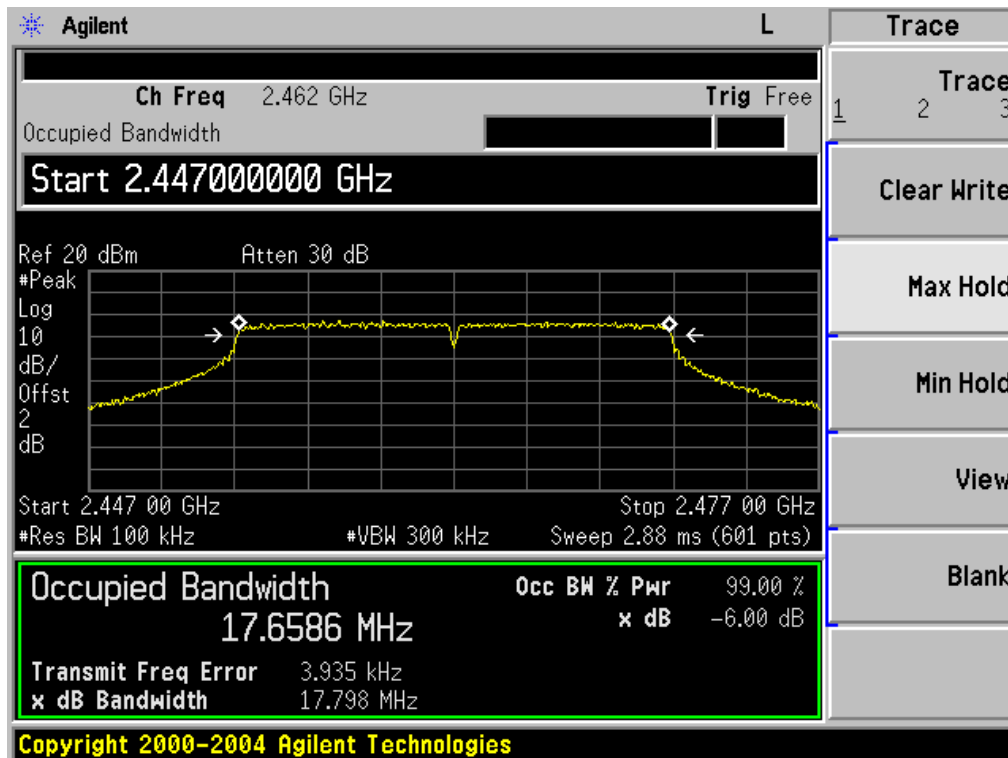 Agilent L Trace
Ch Freq 2.462 GHz Trig Free
Occupied Bandwidth
Start 2.447000000 GHz
Ref 20 dBm Atten 30 dB
#Peak
Log
10
dB/
Offst
2
dB
Start 2.447 00 GHz Stop 2.477 00 GHz
#Res BW 100 kHz #VBW 300 kHz Sweep 2.88 ms (601 pts)
Occupied Bandwidth Occ BW % Pwr 99.00 %
17.6586 MHz x dB -6.00 dB
Transmit Freq Error 3.935 kHz
x dB Bandwidth 17.798 MHz
Copyright 2000-2004 Agilent Technologies
Trace
1 2 3
Clear Write
Max Hold
Min Hold
View
Blank